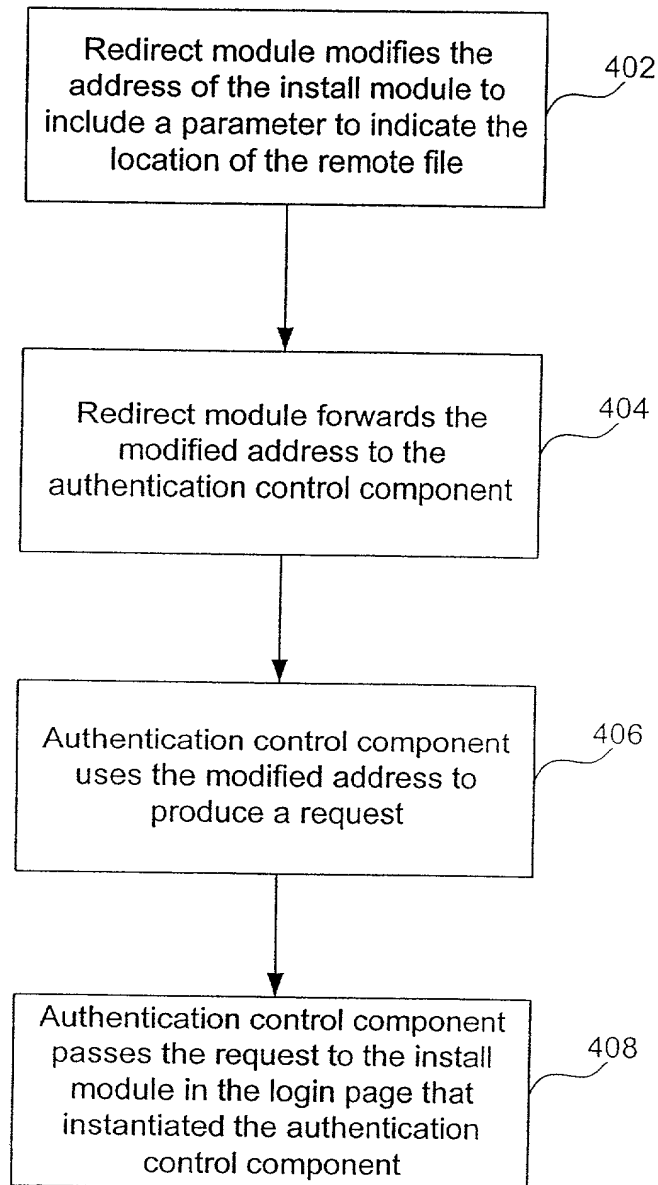 Redirect module modifies the
address of the install module to
include a parameter to indicate the
location of the remote file
402
Redirect module forwards the
modified address to the
authentication control component
404
Authentication control component
uses the modified address to
produce a request
406
Authentication control component
passes the request to the install
module in the login page that
instantiated the authentication
control component
408